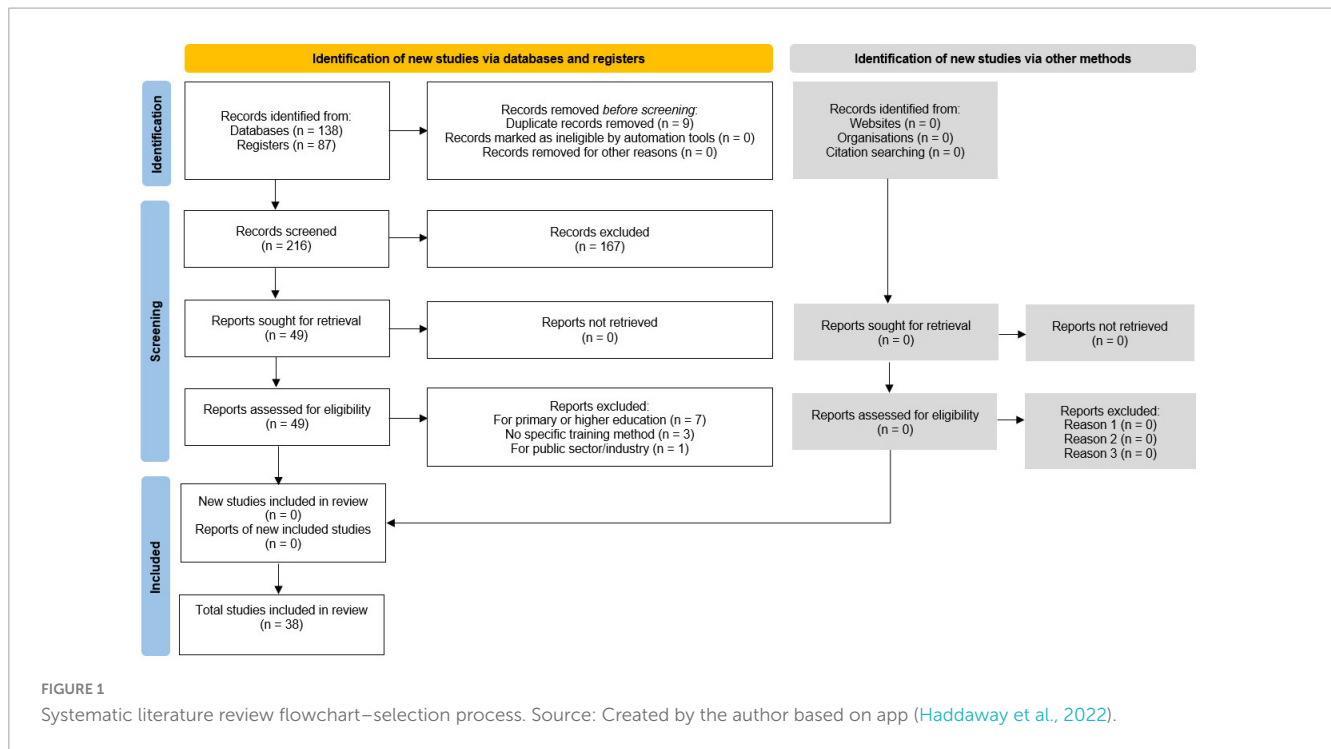 Identification of new studies via databases and registers
Identification of new studies via other methods
Identification
Records identified from:
Databases (n = 138)
Registers (n = 87)
Records removed before screening:
Duplicate records removed (n = 9)
Records marked as ineligible by automation tools (n = 0)
Records removed for other reasons (n = 0)
Records identified from:
Websites (n = 0)
Organisations (n = 0)
Citation searching (n = 0)
Screening
Records screened
(n = 216)
Records excluded
(n = 167)
Reports sought for retrieval
(n = 49)
Reports not retrieved
(n = 0)
Reports sought for retrieval
(n = 0)
Reports not retrieved
(n = 0)
Reports assessed for eligibility
(n = 49)
Reports excluded:
For primary or higher education (n = 7)
No specific training method (n = 3)
For public sector/industry (n = 1)
Reports assessed for eligibility
(n = 0)
Reports excluded:
Reason 1 (n = 0)
Reason 2 (n = 0)
Reason 3 (n = 0)
Included
New studies included in review
(n = 0)
Reports of new included studies
(n = 0)
Total studies included in review
(n = 38)
FIGURE 1
Systematic literature review flowchart–selection process. Source: Created by the author based on app (Haddaway et al., 2022).